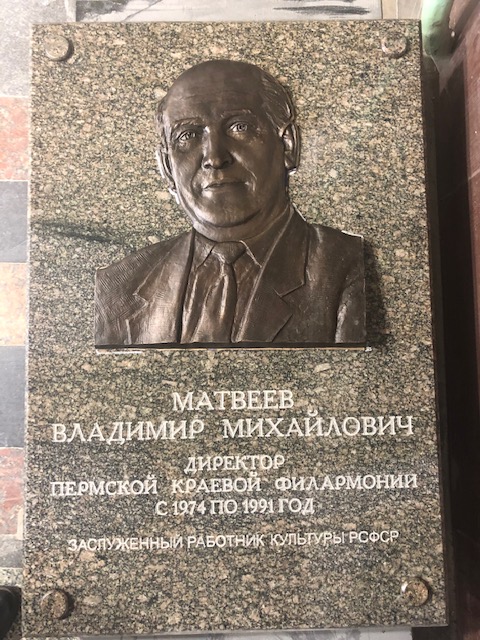 МАТВЕЕВ
ВЛАДИМИР МИХАЙЛОВИЧ
ДИРЕКТОР
ПЕРМСКОЙ КРАЕВОЙ ФИЛАРМОНИИ
С 1974 ПО 1991 ГОД
ЗАСЛУЖЕННЫЙ РАБОТНИК КУЛЬТУРЫ РСФСР